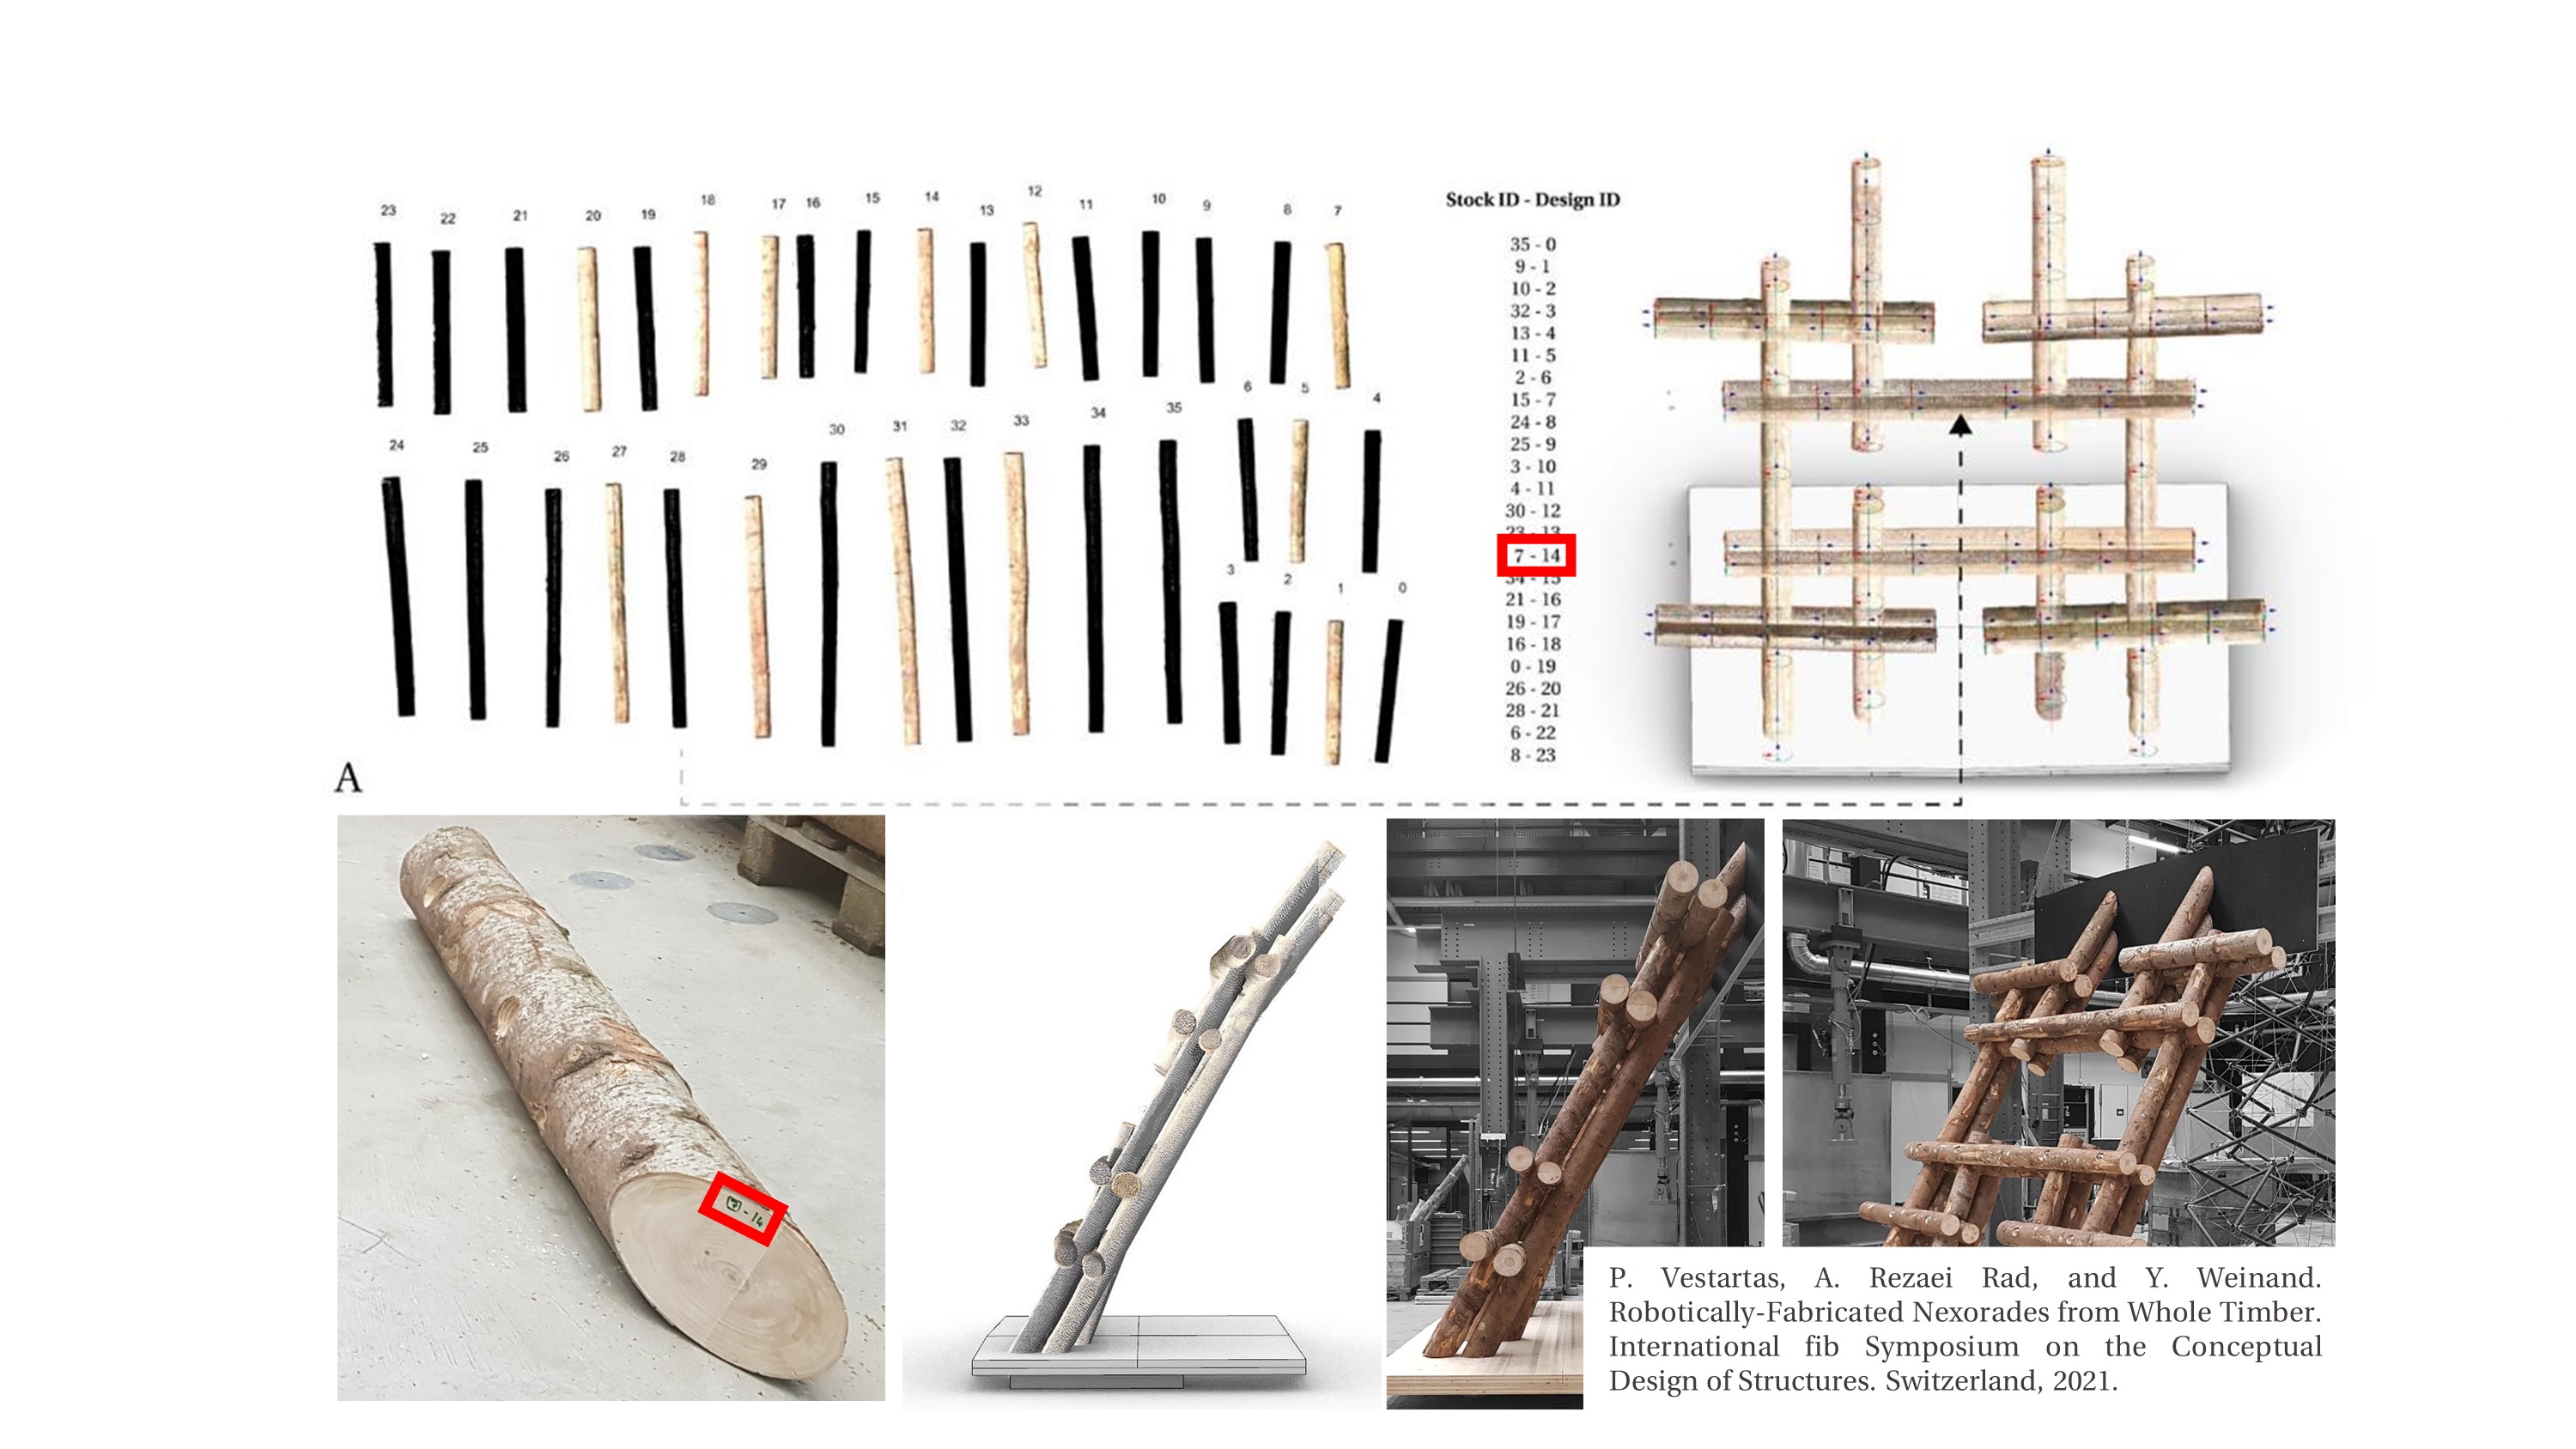 23 22 21 20 19 18 17 16 15 14 13 12 11 10 9 8 7
24 25 26 27 28 29 30 31 32 33 34 35 6 5 4
3 2 1 0
A
Stock ID - Design ID
35 - 0
9 - 1
10 - 2
32 - 3
13 - 4
11 - 5
2 - 6
15 - 7
24 - 8
25 - 9
3 - 10
4 - 11
30 - 12
23 - 13
7 - 14
34 - 15
21 - 16
19 - 17
16 - 18
0 - 19
26 - 20
28 - 21
6 - 22
8 - 23
- 14
P. Vestartas, A. Rezaei Rad, and Y. Weinand.
Robotically-Fabricated Nexorades from Whole Timber.
International fib Symposium on the Conceptual
Design of Structures. Switzerland, 2021.